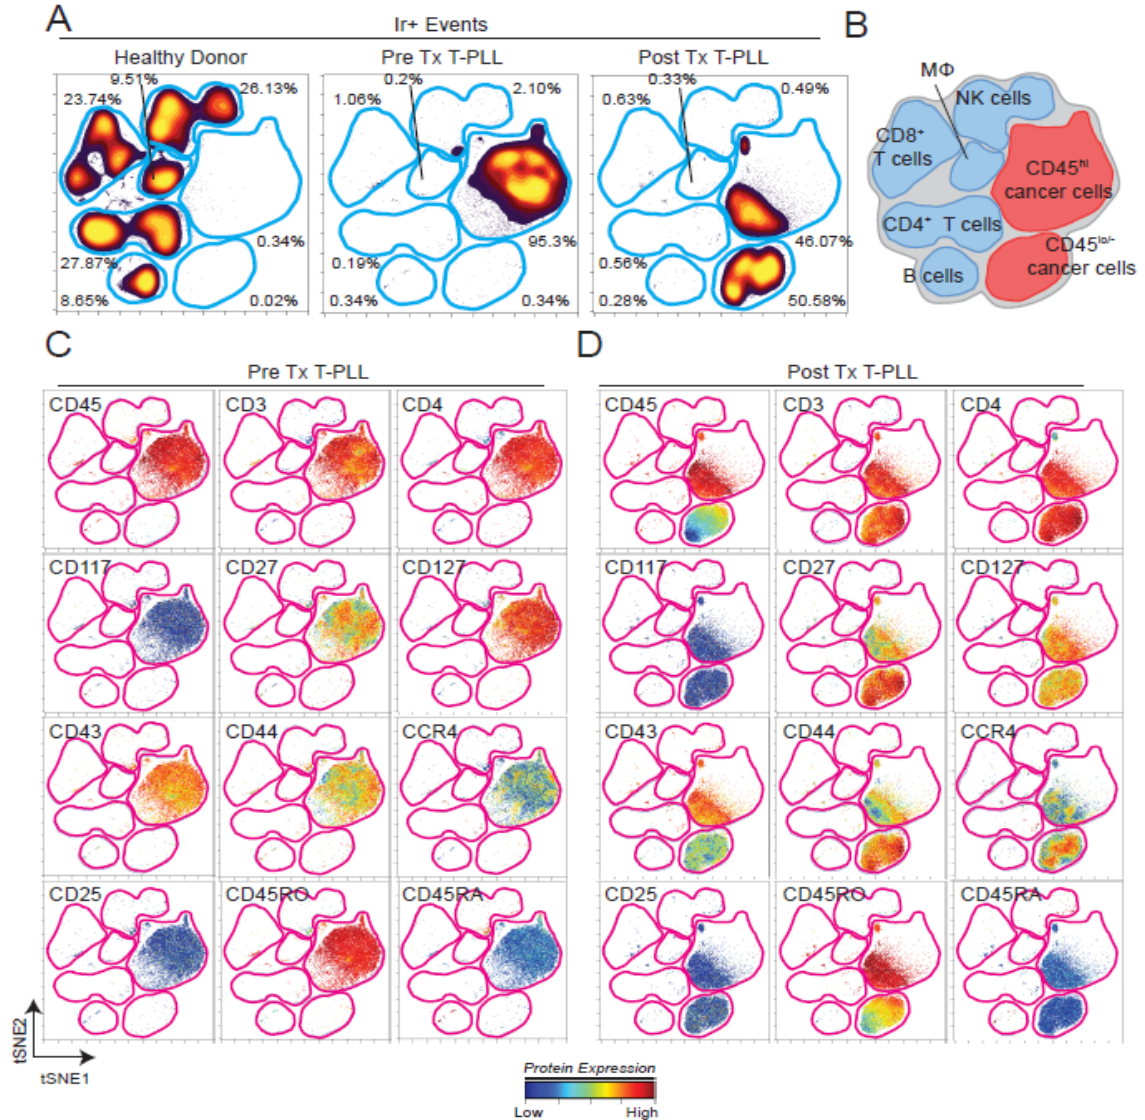 A
Ir+ Events
Healthy Donor
Pre Tx T-PLL
Post Tx T-PLL
9.51%
23.74%
26.13%
0.34%
27.87%
8.65%
0.02%
0.2%
1.06%
2.10%
95.3%
0.19%
0.34%
0.34%
0.33%
0.63%
0.49%
46.07%
0.56%
0.28%
50.58%
B
MΦ
NK cells
CD8+
T cells
CD45hi
cancer cells
CD4+ T cells
CD45lo/-
cancer cells
B cells
C
Pre Tx T-PLL
CD45
CD3
CD4
CD117
CD27
CD127
CD43
CD44
CCR4
CD25
CD45RO
CD45RA
D
Post Tx T-PLL
CD45
CD3
CD4
CD117
CD27
CD127
CD43
CD44
CCR4
CD25
CD45RO
CD45RA
tSNE2
tSNE1
Protein Expression
Low
High